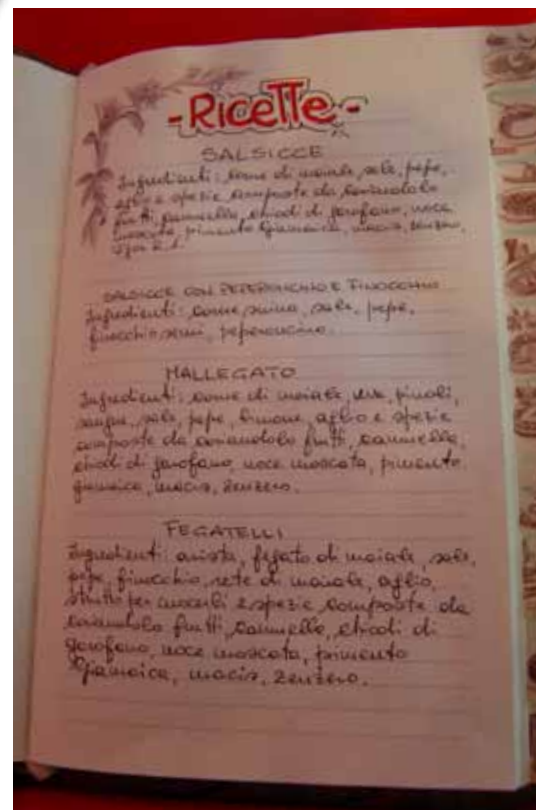 -Ricette-
SALSICCE
Ingredienti: carne di maiale, sale, pepe,
aglio e spezie composte da coriandolo
frutti, cannella, chiodi di garofano, noce
moscata, pimento Giamaica, macis, zenzero,
SALSICCE CON PEPERONCINO E FINOCCHIO
Ingredienti: carne suina, sale, pepe,
finocchio semi, peperoncino.
MALLEGATO
Ingredienti: carne di maiale, uva, pinoli,
sangue, sale, pepe, limone, aglio e spezie
composte da coriandolo frutti, cannella,
chiodi di garofano, noce moscata, pimento
giamaica, macis, zenzero.
FEGATELLI
Ingredienti: arista, fegato di maiale, sale,
pepe, finocchio, rete di maiale, aglio,
strutto per cuocerli e spezie composte da
coriandolo frutti, cannella, chiodi di
garofano, noce moscata, pimento
Giamaica, macis, zenzero.